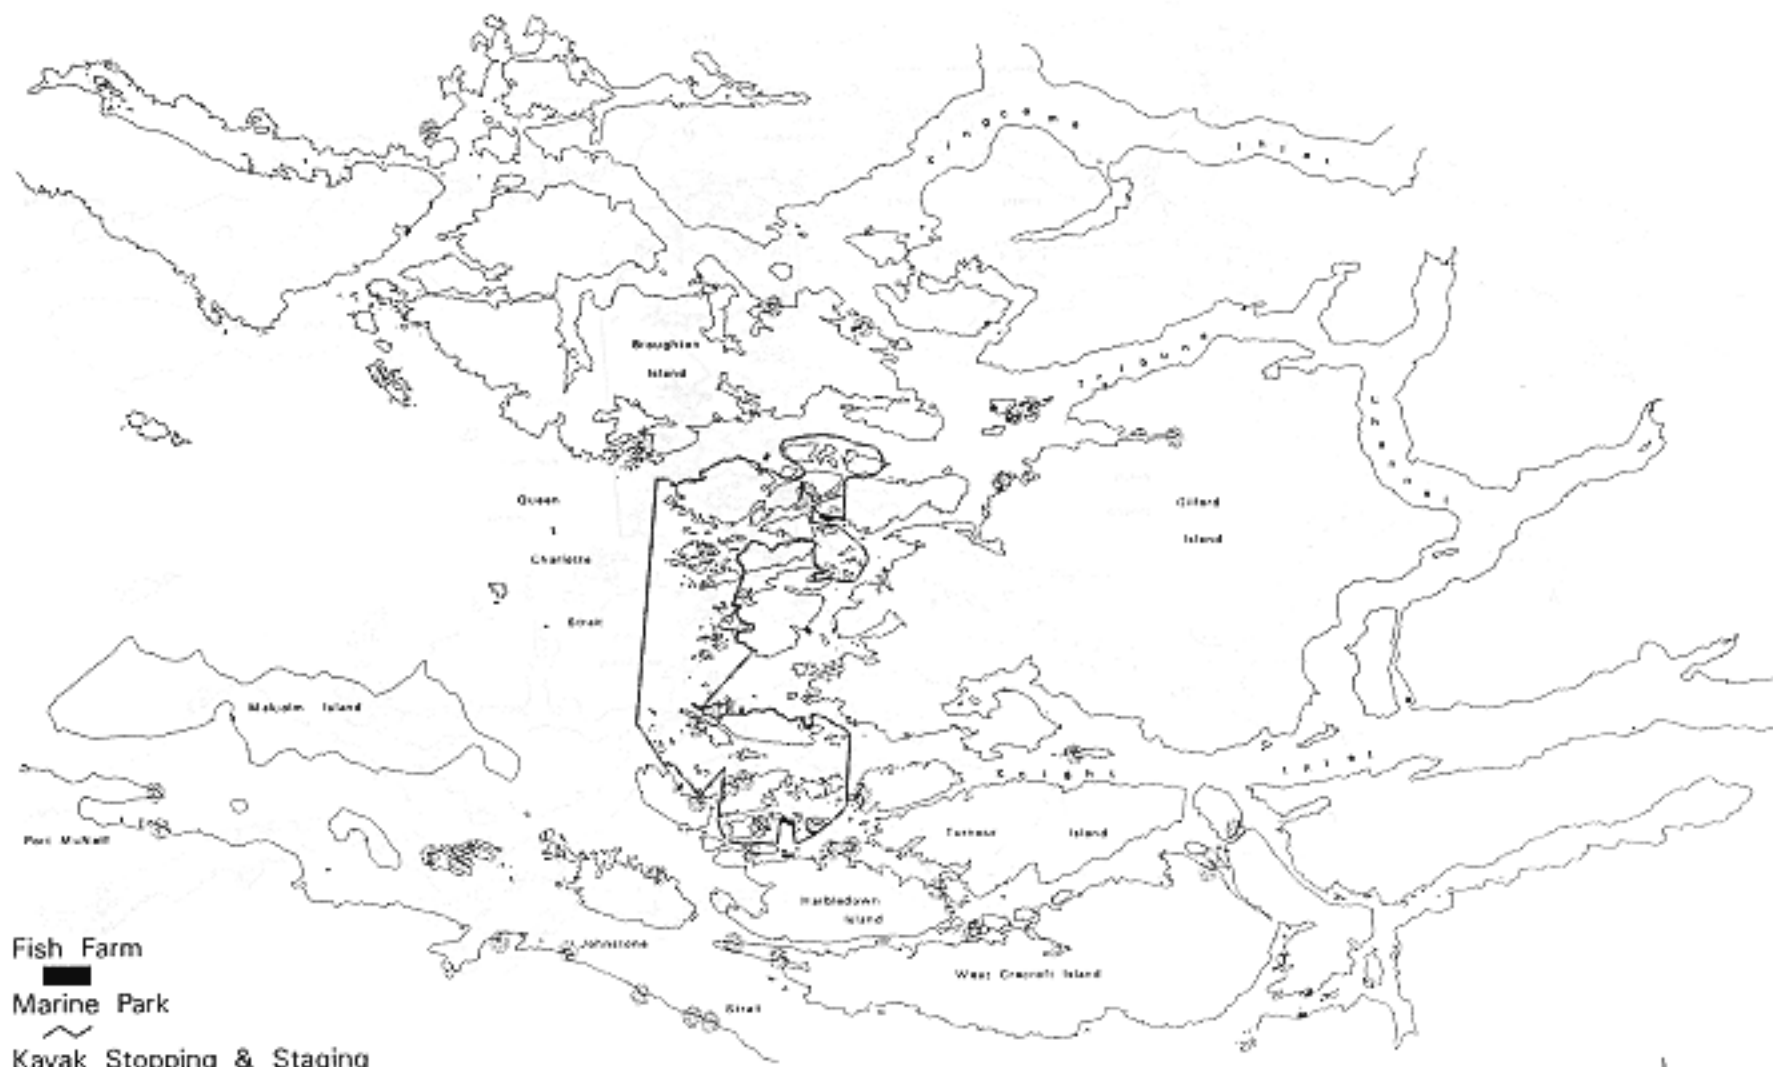 Kingcome Inlet
Broughton
Island
Tribune
Channel
Queen
Charlotte
Strait
Gilford
Island
Malcolm Island
Knight Inlet
Port McNeill
Turnour Island
Harbledown
Island
Johnstone
Strait
West Cracroft Island
Fish Farm
Marine Park
Kayak Stopping & Staging